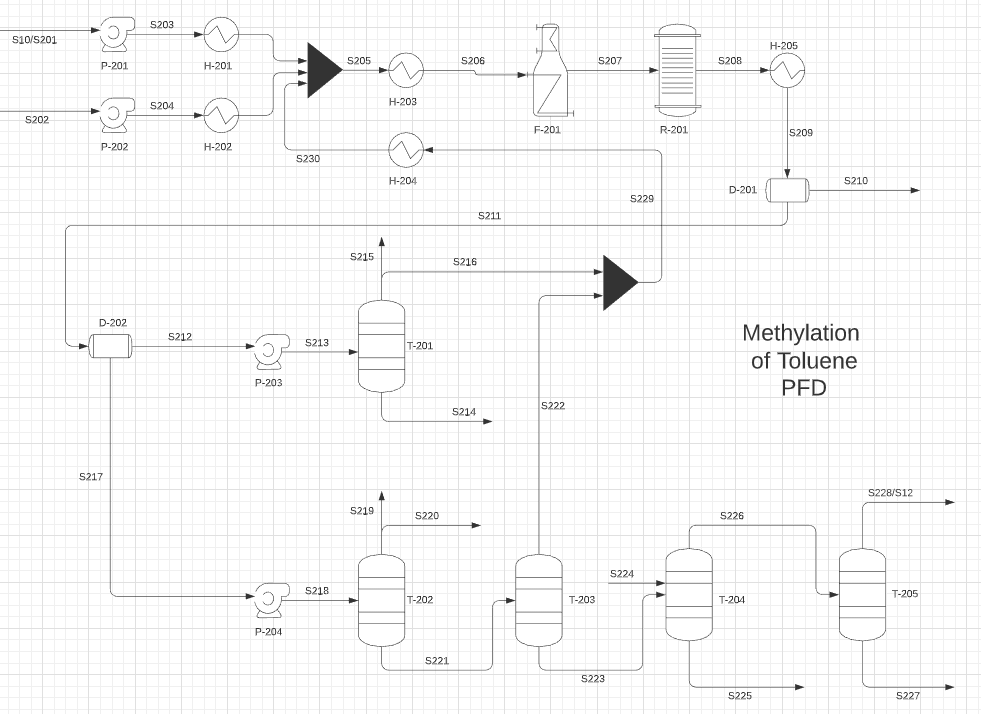 S10/S201
P-201
S203
H-201
S202
P-202
S204
H-202
S205
H-203
S206
F-201
S207
R-201
S208
H-205
S209
D-201
S210
S230
H-204
S229
S211
S215
S216
D-202
S212
P-203
S213
T-201
S214
Methylation
of Toluene
PFD
S222
S217
S219
S220
P-204
S218
T-202
S221
T-203
S223
S224
T-204
S225
S226
S228/S12
T-205
S227